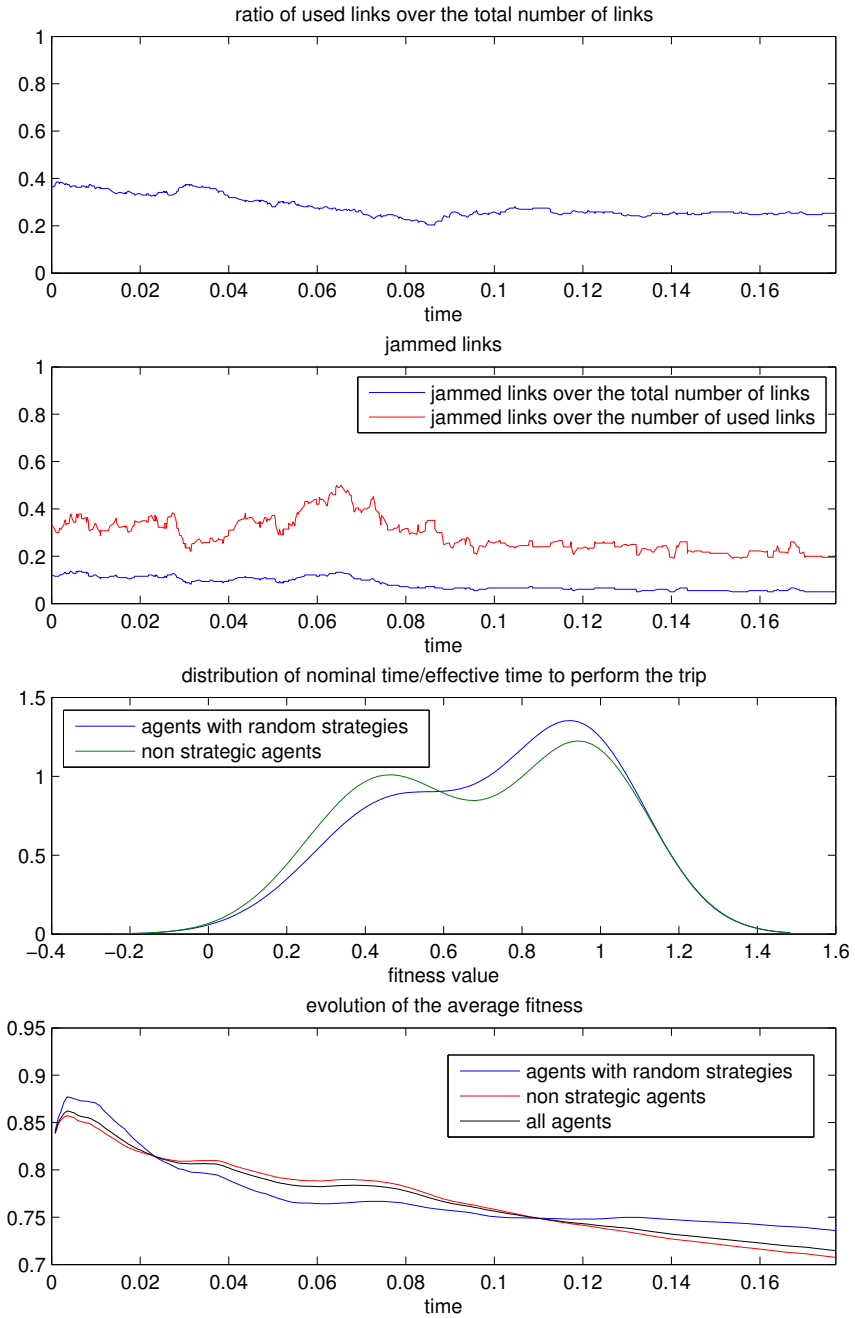 ratio of used links over the total number of links
1
0.8
0.6
0.4
0.2
0
0 0.02 0.04 0.06 0.08 0.1 0.12 0.14 0.16
time
jammed links
1
0.8
0.6
0.4
0.2
0
jammed links over the total number of links
jammed links over the number of used links
0 0.02 0.04 0.06 0.08 0.1 0.12 0.14 0.16
time
distribution of nominal time/effective time to perform the trip
1.5
1
0.5
0
agents with random strategies
non strategic agents
−0.4 −0.2 0 0.2 0.4 0.6 0.8 1 1.2 1.4 1.6
fitness value
evolution of the average fitness
0.95
0.9
0.85
0.8
0.75
0.7
agents with random strategies
non strategic agents
all agents
0 0.02 0.04 0.06 0.08 0.1 0.12 0.14 0.16
time